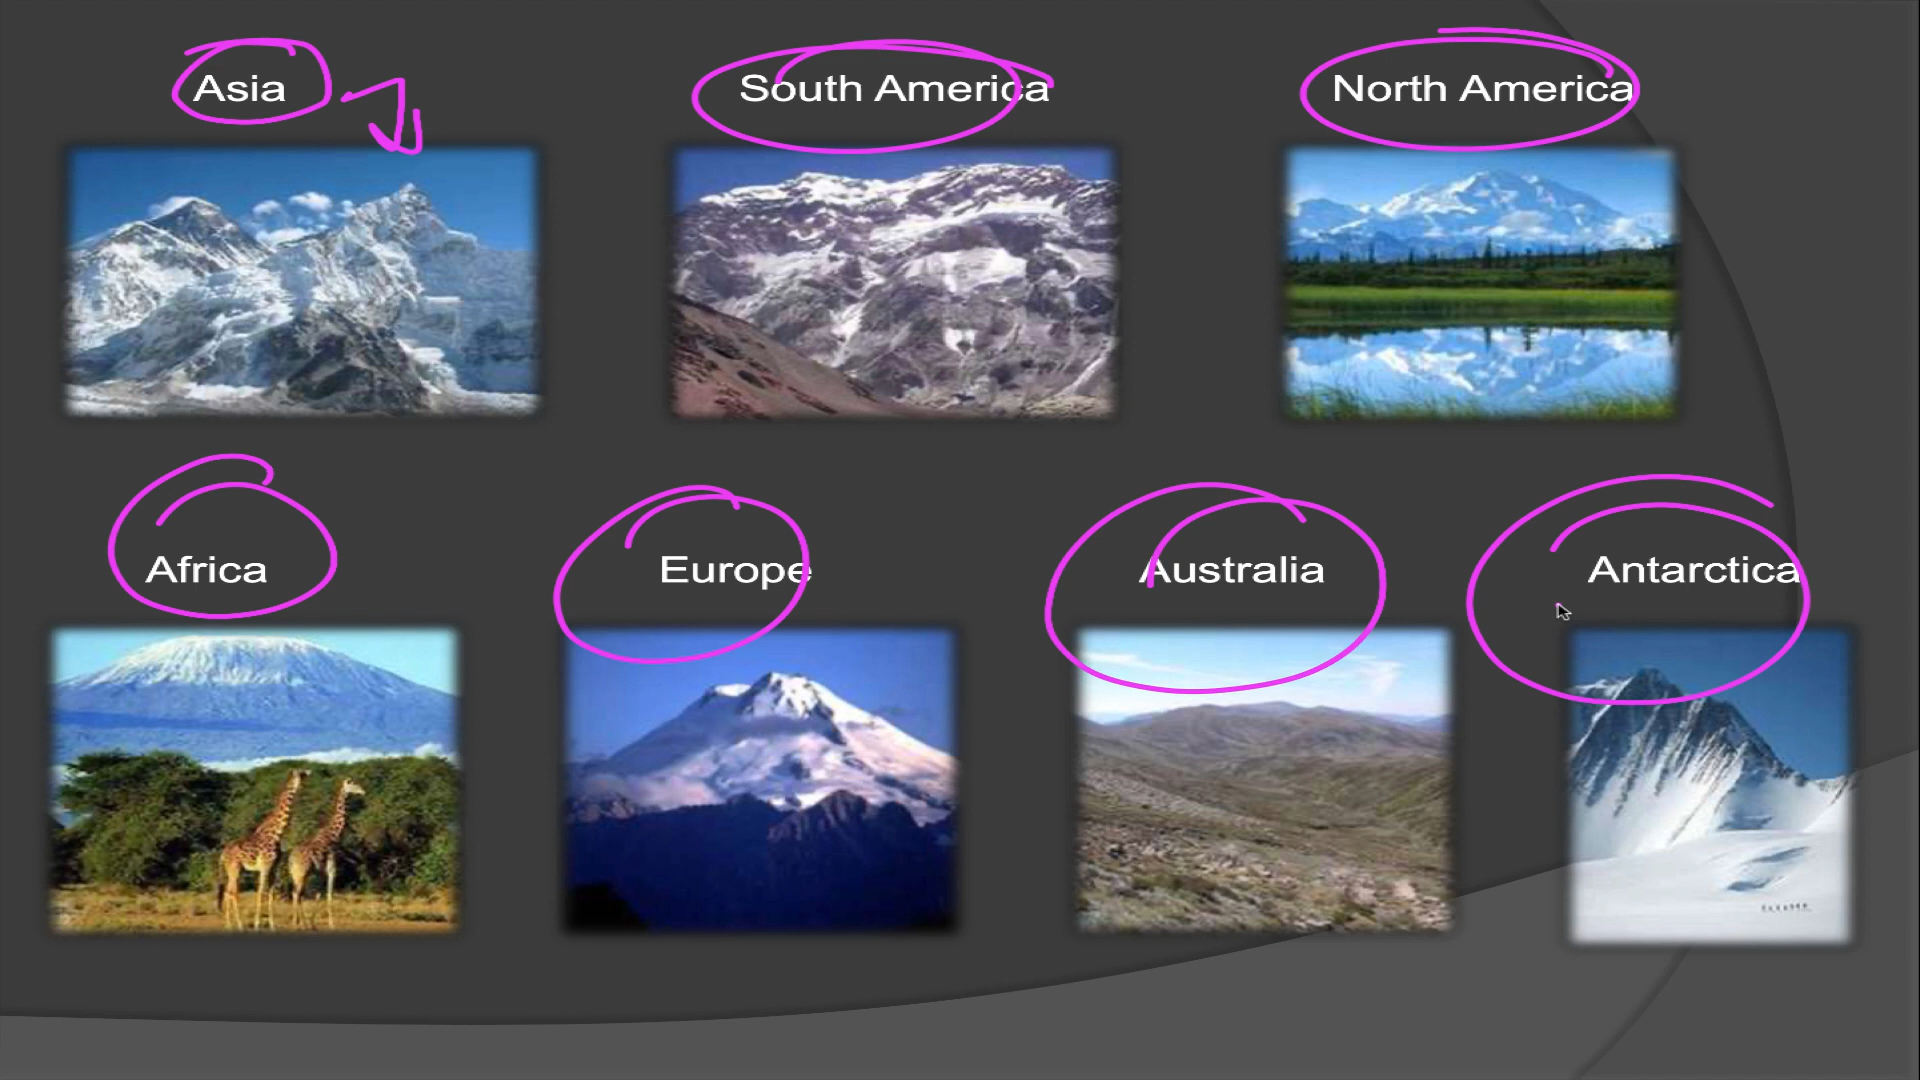 Asia
South America
North America
Africa
Europe
Australia
Antarctica